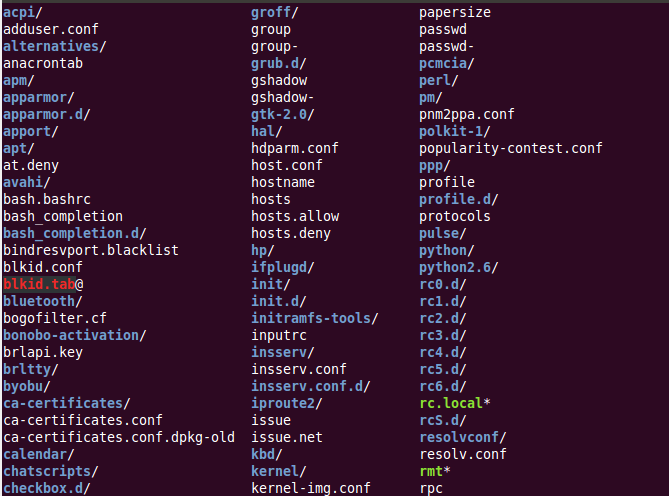 acpi/ groff/ papersize
adduser.conf group passwd
alternatives/ group- passwd-
anacrontab grub.d/ pcmcia/
apm/ gshadow perl/
apparmor/ gshadow- pm/
apparmor.d/ gtk-2.0/ pnm2ppa.conf
apport/ hal/ polkit-1/
apt/ hdparm.conf popularity-contest.conf
at.deny host.conf ppp/
avahi/ hostname profile
bash.bashrc hosts profile.d/
bash_completion hosts.allow protocols
bash_completion.d/ hosts.deny pulse/
bindresvport.blacklist hp/ python/
blkid.conf ifplugd/ python2.6/
blkid.tab@ init/ rc0.d/
bluetooth/ init.d/ rc1.d/
bogofilter.cf initramfs-tools/ rc2.d/
bonobo-activation/ inputrc rc3.d/
brlapi.key insserv/ rc4.d/
brltty/ insserv.conf rc5.d/
byobu/ insserv.conf.d/ rc6.d/
ca-certificates/ iproute2/ rc.local*
ca-certificates.conf issue rcS.d/
ca-certificates.conf.dpkg-old issue.net resolvconf/
calendar/ kbd/ resolv.conf
chatscripts/ kernel/ rmt*
checkbox.d/ kernel-img.conf rpc